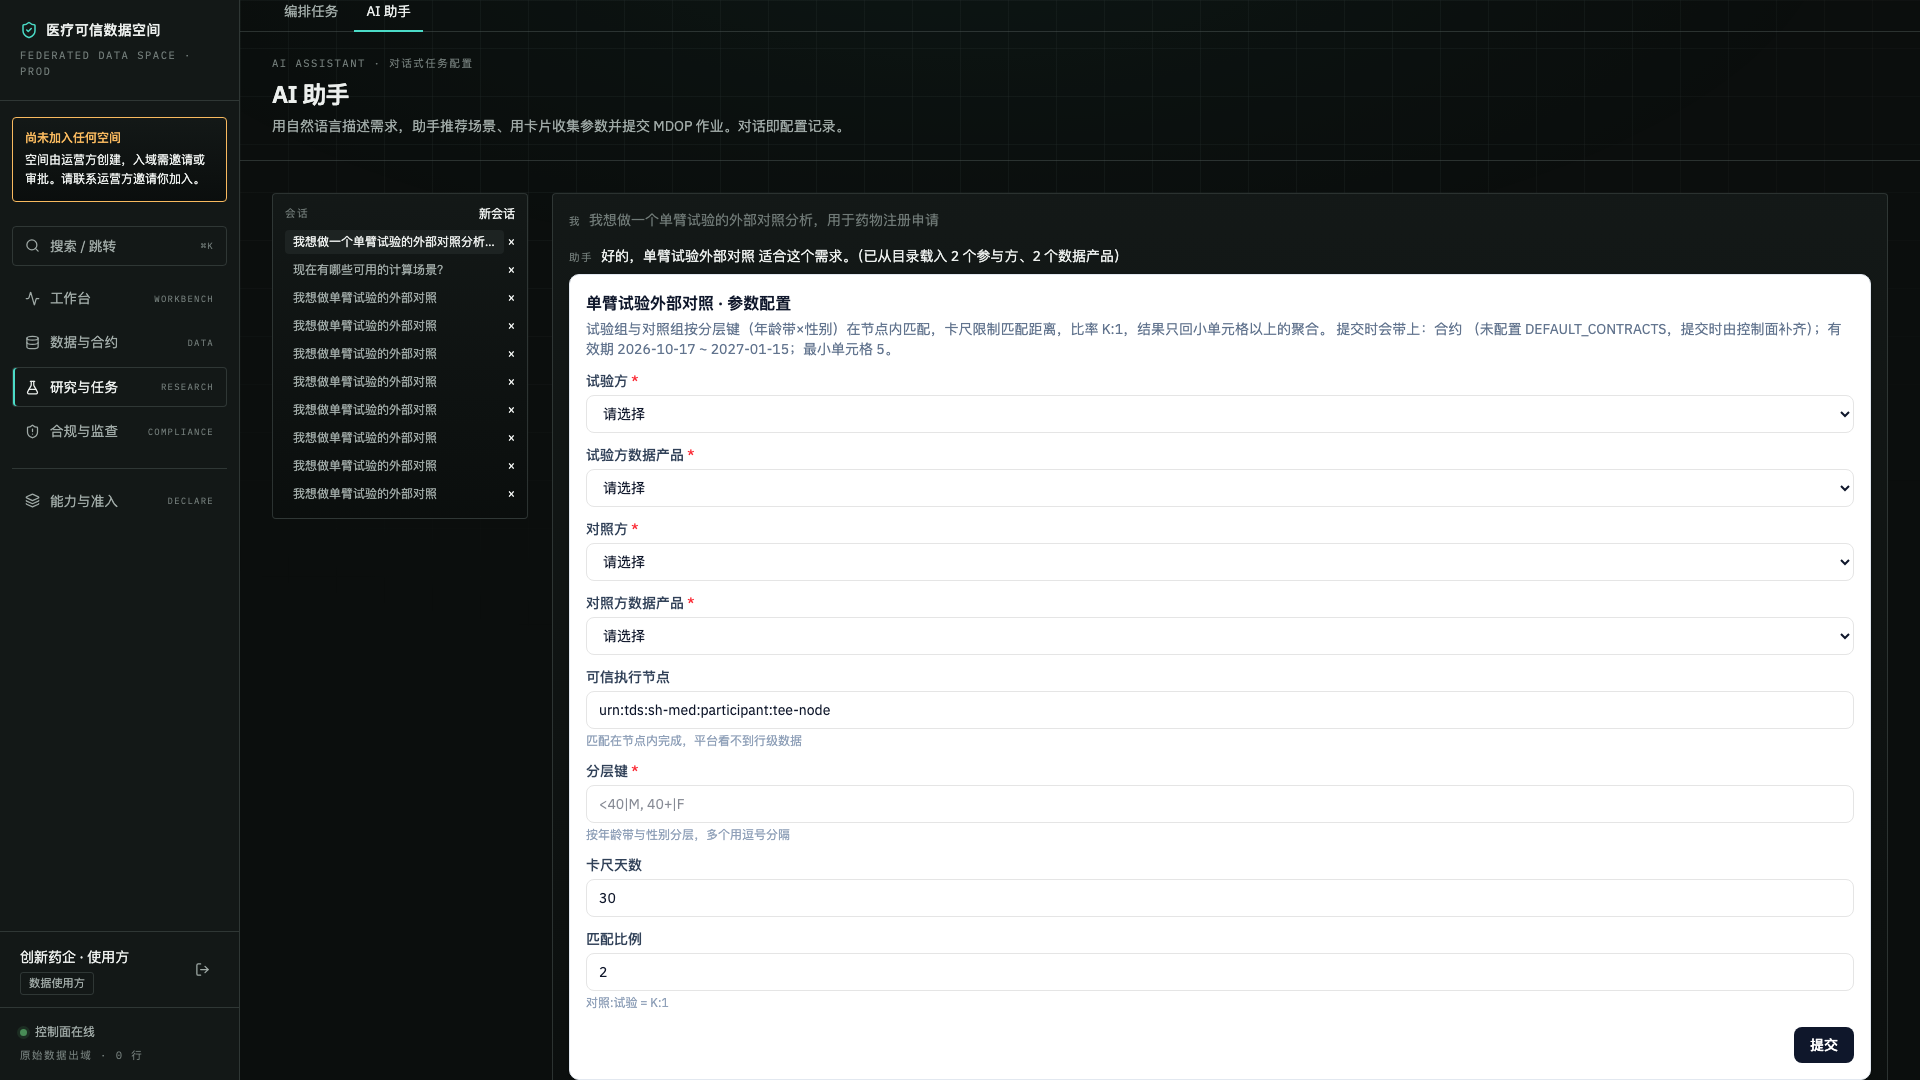 医疗可信数据空间
FEDERATED DATA SPACE ·
PROD
尚未加入任何空间
空间由运营方创建，入域需邀请或
审批。请联系运营方邀请你加入。
搜索 / 跳转 ⌘K
工作台 WORKBENCH
数据与合约 DATA
研究与任务 RESEARCH
合规与监查 COMPLIANCE
能力与准入 DECLARE
创新药企 · 使用方
数据使用方
控制面在线
原始数据出域 · 0 行
编排任务 AI 助手
AI ASSISTANT · 对话式任务配置
AI 助手
用自然语言描述需求，助手推荐场景、用卡片收集参数并提交 MDOP 作业。对话即配置记录。
会话 新会话
我想做一个单臂试验的外部对照分析... ×
现在有哪些可用的计算场景? ×
我想做单臂试验的外部对照 ×
我想做单臂试验的外部对照 ×
我想做单臂试验的外部对照 ×
我想做单臂试验的外部对照 ×
我想做单臂试验的外部对照 ×
我想做单臂试验的外部对照 ×
我想做单臂试验的外部对照 ×
我想做单臂试验的外部对照 ×
我 我想做一个单臂试验的外部对照分析，用于药物注册申请
助手 好的，单臂试验外部对照 适合这个需求。(已从目录载入 2 个参与方、2 个数据产品)
单臂试验外部对照 · 参数配置
试验组与对照组按分层键（年龄带×性别）在节点内匹配，卡尺限制匹配距离，比率 K:1，结果只回小单元格以上的聚合。 提交时会带上：合约 （未配置 DEFAULT_CONTRACTS，提交时由控制面补齐）；有
效期 2026-10-17 ~ 2027-01-15；最小单元格 5。
试验方 *
请选择
试验方数据产品 *
请选择
对照方 *
请选择
对照方数据产品 *
请选择
可信执行节点
urn:tds:sh-med:participant:tee-node
匹配在节点内完成，平台看不到行级数据
分层键 *
<40|M, 40+|F
按年龄带与性别分层，多个用逗号分隔
卡尺天数
30
匹配比例
2
对照:试验 = K:1
提交